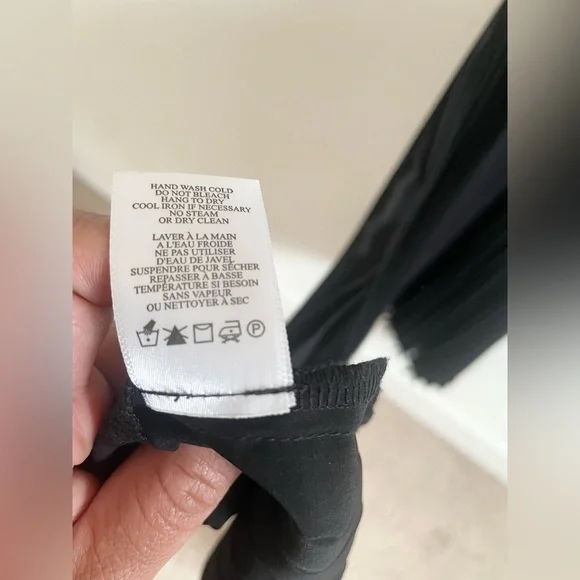 HAND WASH COLD
DO NOT BLEACH
HANG TO DRY
COOL IRON IF NECESSARY
NO STEAM
OR DRY CLEAN
LAVER À LA MAIN
A L'EAU FROIDE
NE PAS UTILISER
D'EAU DE JAVEL
SUSPENDRE POUR SÉCHER
REPASSER À BASSE
TEMPÉRATURE SI BESOIN
SANS VAPEUR
OU NETTOYER À SEC
P